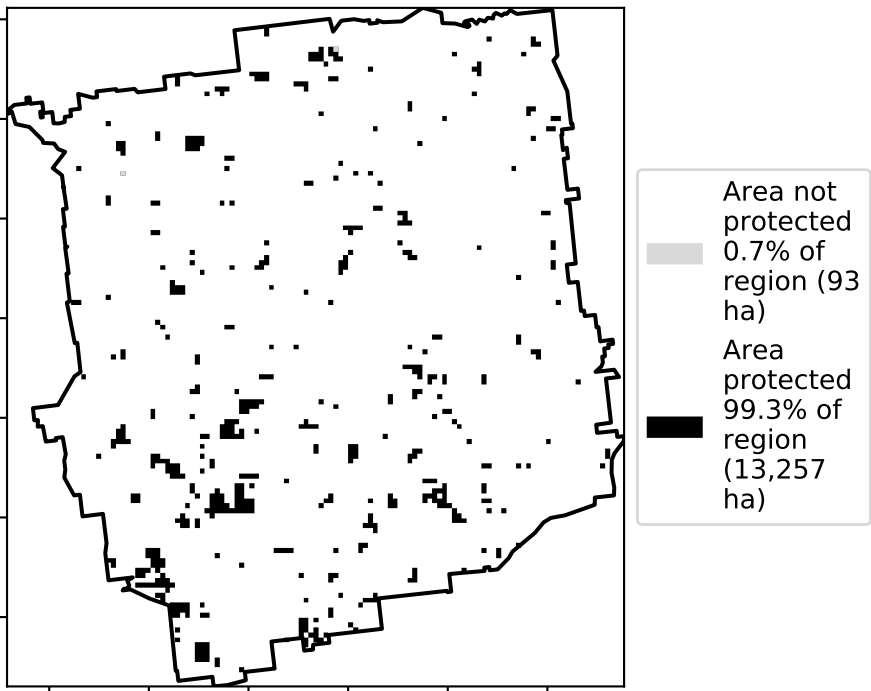 Area not
protected
0.7% of
region (93
ha)
Area
protected
99.3% of
region
(13,257
ha)